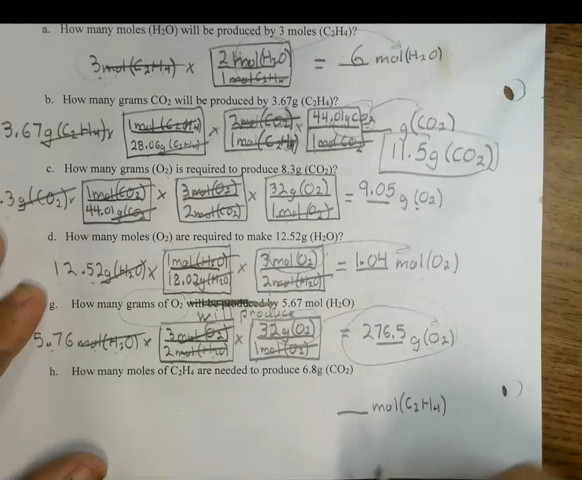 a. How many moles (H₂O) will be produced by 3 moles (C₂H₄)?
3 mol(C₂H₄) × 2 mol(H₂O) / 1 mol C₂H₄ = 6 mol(H₂O)
b. How many grams CO₂ will be produced by 3.67g (C₂H₄)?
3.67g(C₂H₄) × 1 mol(C₂H₄) / 28.06g(C₂H₄) × 2 mol(CO₂) / 1 mol(C₂H₄) × 44.01g CO₂ / 1 mol CO₂ g(CO₂)
11.5g(CO₂)
c. How many grams (O₂) is required to produce 8.3g (CO₂)?
.3g(CO₂) × 1 mol(CO₂) / 44.01g(CO₂ × 3 mol(O₂) / 2 mol(CO₂) × 32g(O₂) / 1 mol(O₂) = 9.05 g(O₂)
d. How many moles (O₂) are required to make 12.52g (H₂O)?
12.52g(H₂O) × 1 mol(H₂O) / 18.02g(H₂O) × 3 mol(O₂) / 2 mol(H₂O) = 1.04 mol(O₂)
g. How many grams of O₂ will be produced by 5.67 mol (H₂O)
will produce
5.76 mol(H₂O) × 3 mol O₂) / 2 mol(H₂O) × 32g(O₂) / 1 mol(O₂) = 276.5 g(O₂)
h. How many moles of C₂H₄ are needed to produce 6.8g (CO₂)
mol(C₂H₄)